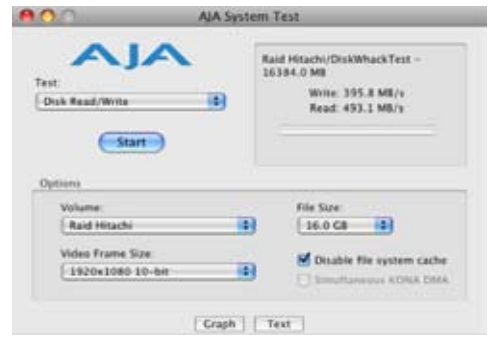 AJA System Test
AJA
Raid Hitachi/DiskWhackTest –
16384.0 MB
Write: 395.8 MB/s
Read: 493.1 MB/s
Test:
Disk Read/Write
Start
Options
Volume:
Raid Hitachi
File Size:
16.0 GB
Video Frame Size:
1920x1080 10-bit
Disable file system cache
Simultaneous KONA DMA
Graph
Text